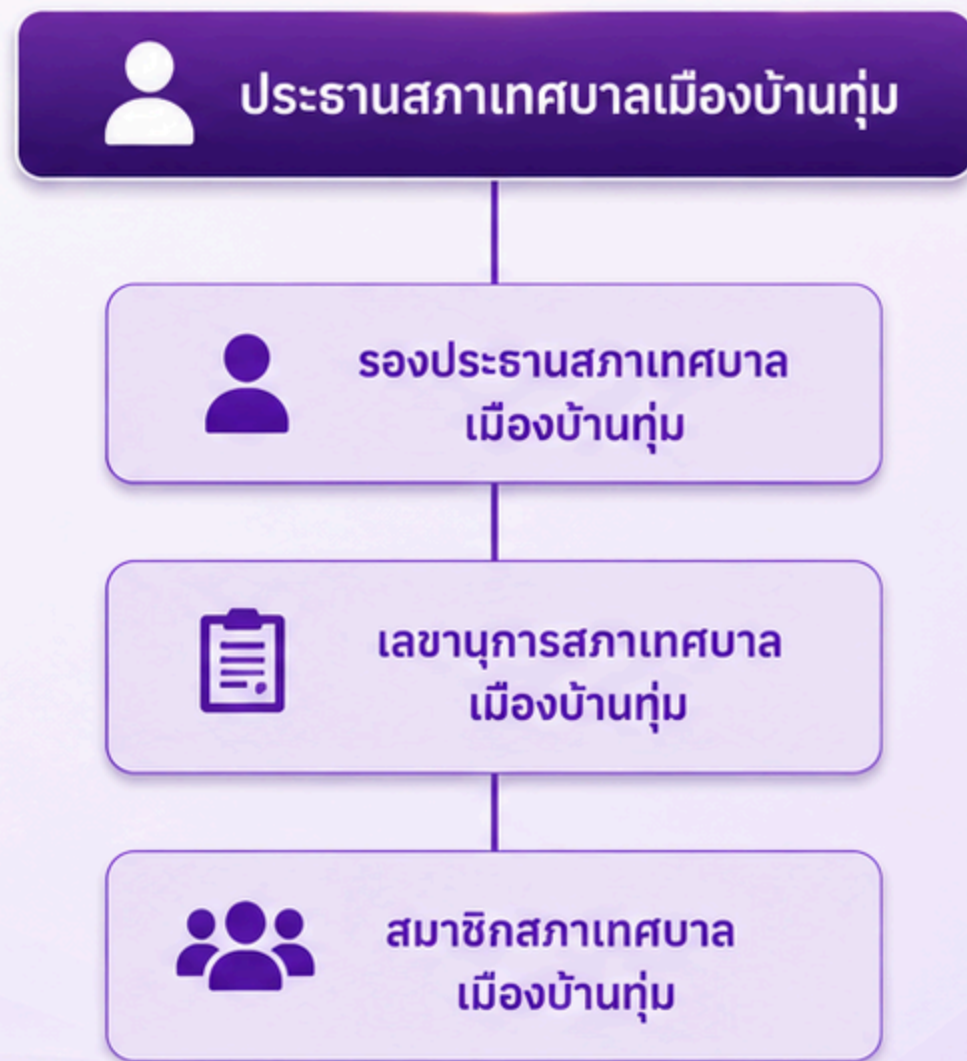 ประธานสภาเทศบาลเมืองบ้านทุ่ม
รองประธานสภาเทศบาล
เมืองบ้านทุ่ม
เลขานุการสภาเทศบาล
เมืองบ้านทุ่ม
สมาชิกสภาเทศบาล
เมืองบ้านทุ่ม